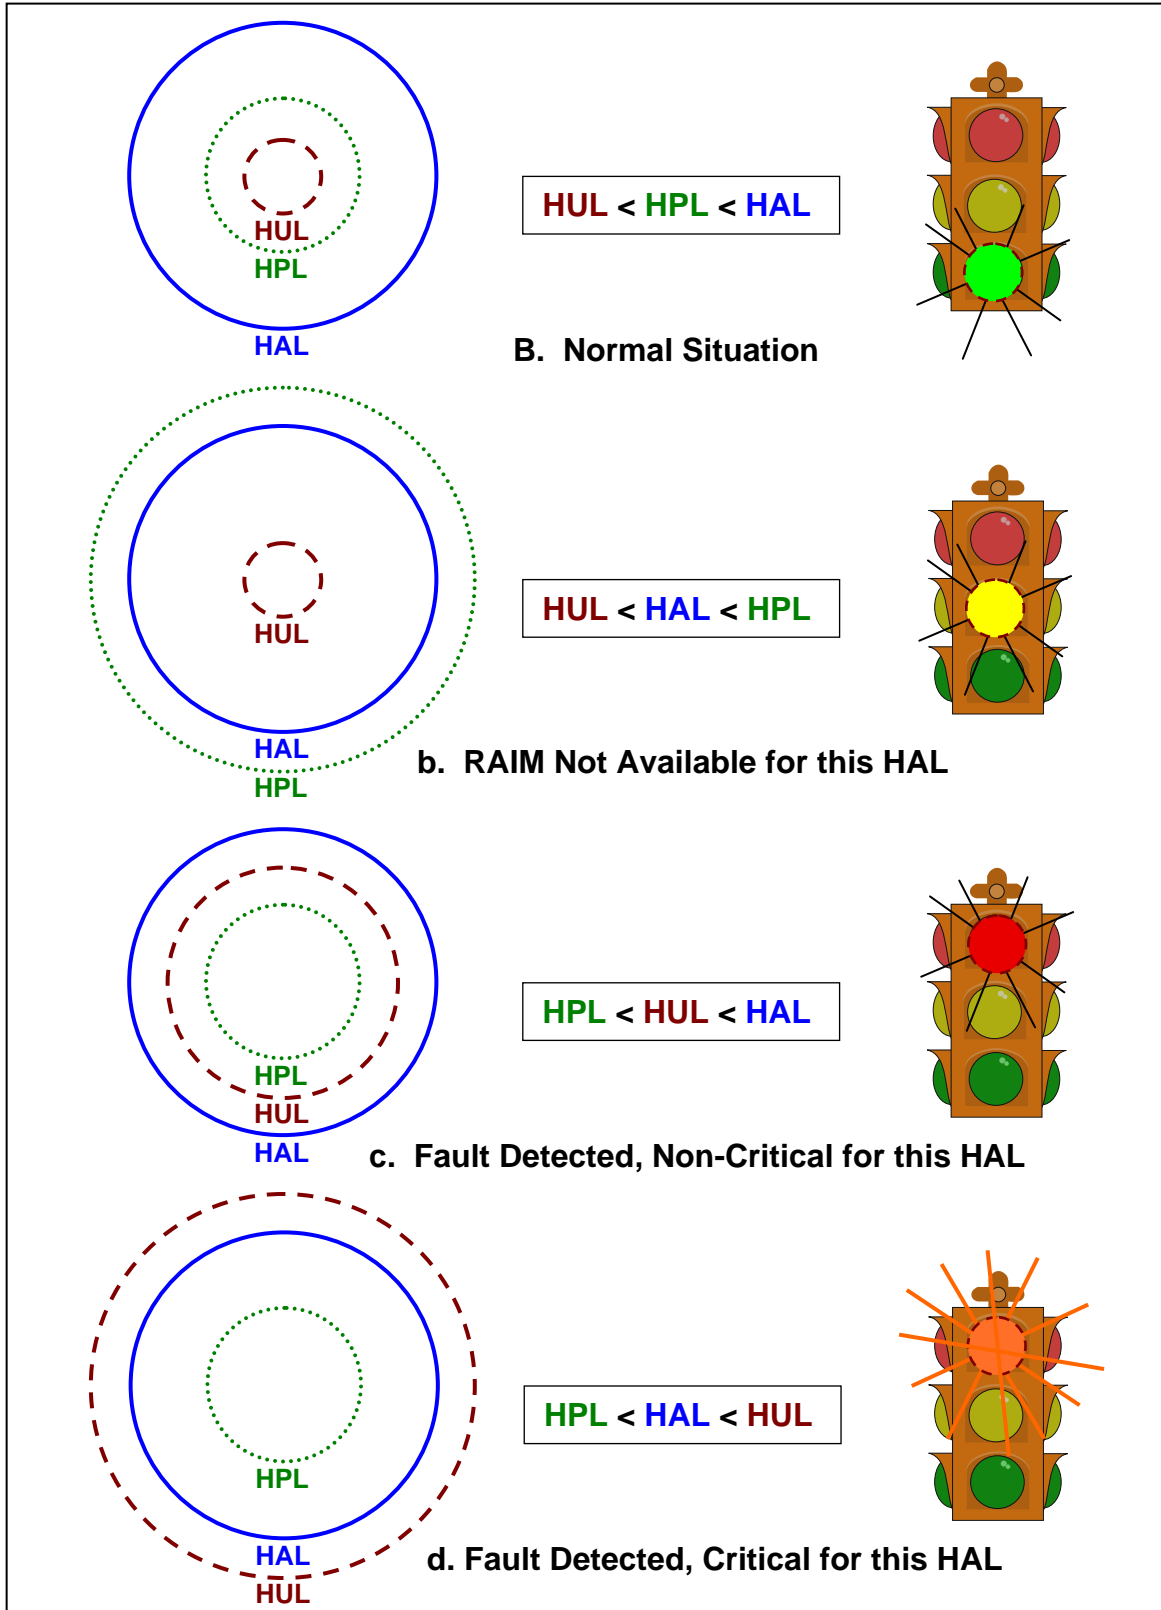 HUL
HPL
HAL
HUL < HPL < HAL
B.  Normal Situation
HUL
HAL
HPL
HUL < HAL < HPL
b.  RAIM Not Available for this HAL
HPL
HUL
HAL
HPL < HUL < HAL
c.  Fault Detected, Non-Critical for this HAL
HPL
HAL
HUL
HPL < HAL < HUL
d. Fault Detected, Critical for this HAL